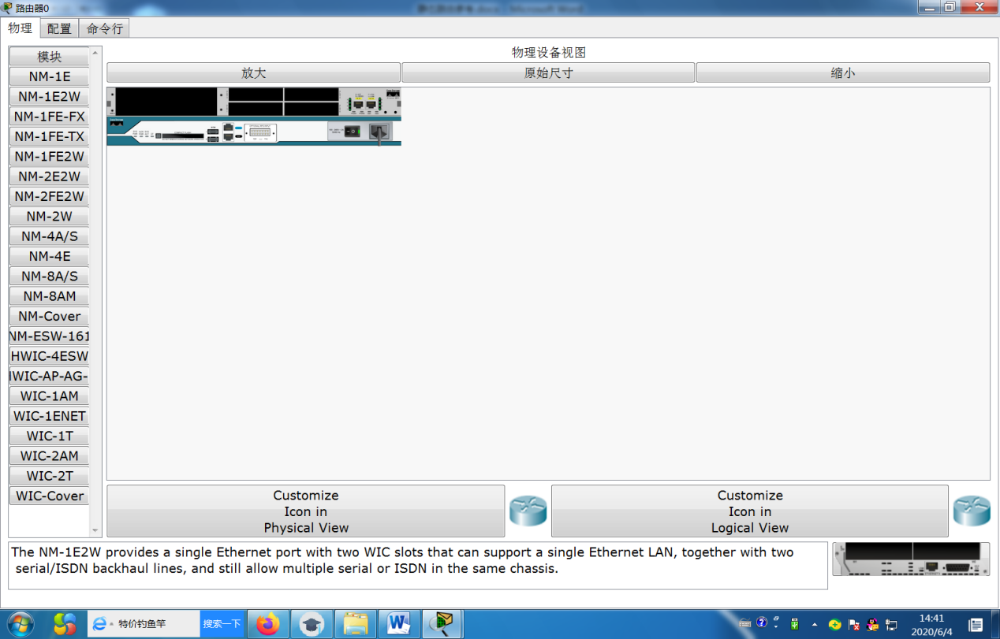 路由器0
物理
配置
命令行
物理设备视图
放大
原始尺寸
缩小
模块
NM-1E
NM-1E2W
NM-1FE-FX
NM-1FE-TX
NM-1FE2W
NM-2E2W
NM-2FE2W
NM-2W
NM-4A/S
NM-4E
NM-8A/S
NM-8AM
NM-Cover
NM-ESW-161
HWIC-4ESW
WIC-AP-AG-
WIC-1AM
WIC-1ENET
WIC-1T
WIC-2AM
WIC-2T
WIC-Cover
Customize
Icon in
Physical View
Customize
Icon in
Logical View
The NM-1E2W provides a single Ethernet port with two WIC slots that can support a single Ethernet LAN, together with two
serial/ISDN backhaul lines, and still allow multiple serial or ISDN in the same chassis.
特价钓鱼竿
搜索一下
14:41
2020/6/4